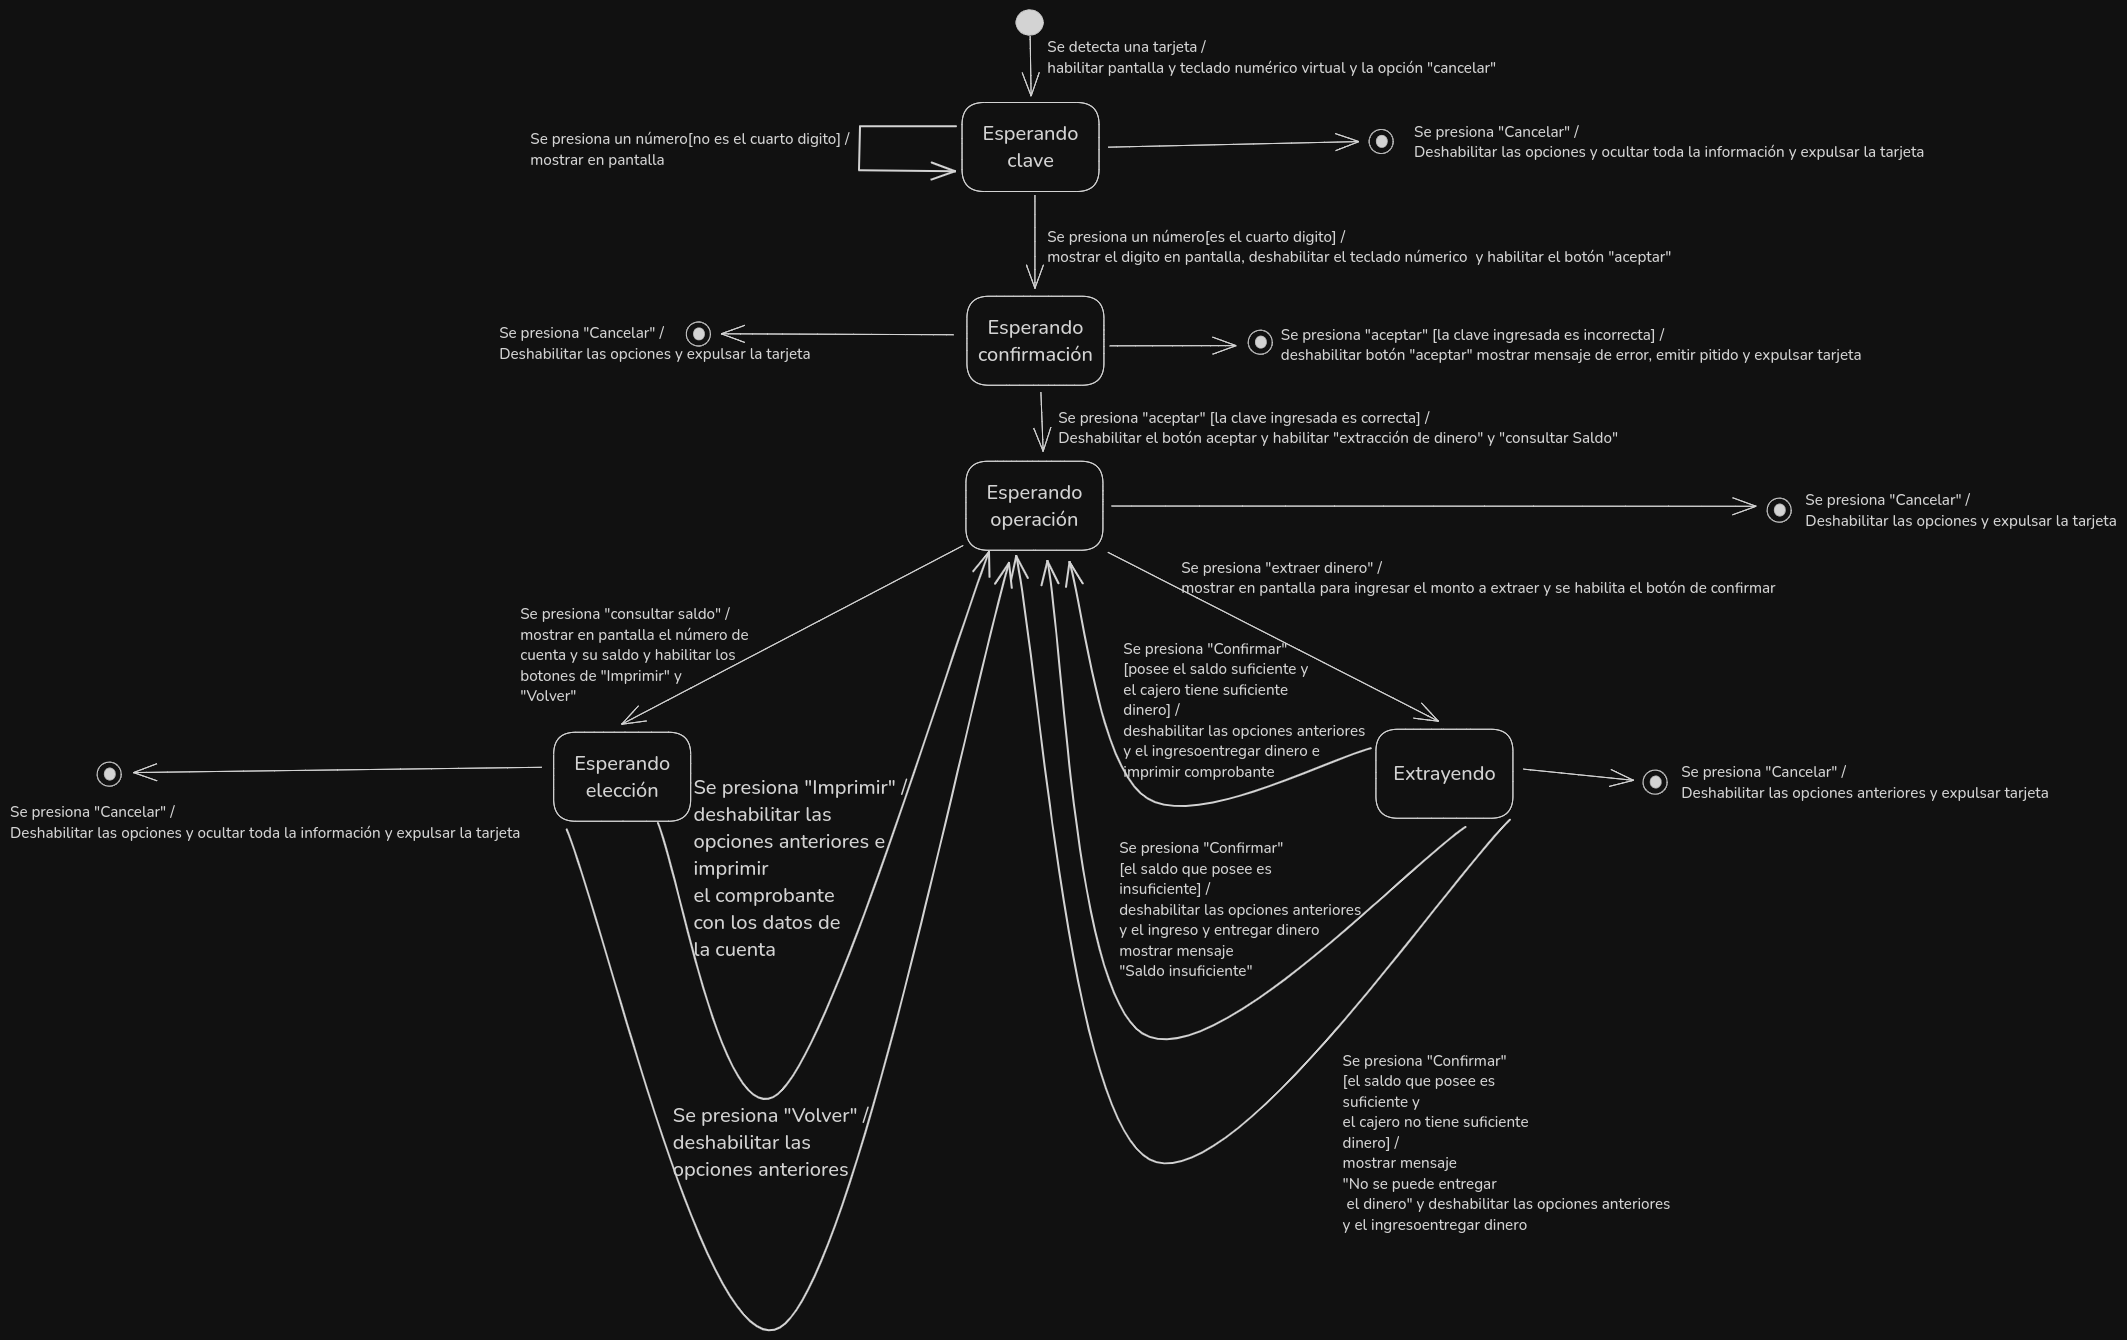 Se detecta una tarjeta /
habilitar pantalla y teclado numérico virtual y la opción "cancelar"
Esperando
clave
Se presiona un número[no es el cuarto digito] /
mostrar en pantalla
Se presiona "Cancelar" /
Deshabilitar las opciones y ocultar toda la información y expulsar la tarjeta
Se presiona un número[es el cuarto digito] /
mostrar el digito en pantalla, deshabilitar el teclado númerico  y habilitar el botón "aceptar"
Esperando
confirmación
Se presiona "Cancelar" /
Deshabilitar las opciones y expulsar la tarjeta
Se presiona "aceptar" [la clave ingresada es incorrecta] /
deshabilitar botón "aceptar" mostrar mensaje de error, emitir pitido y expulsar tarjeta
Se presiona "aceptar" [la clave ingresada es correcta] /
Deshabilitar el botón aceptar y habilitar "extracción de dinero" y "consultar Saldo"
Esperando
operación
Se presiona "Cancelar" /
Deshabilitar las opciones y expulsar la tarjeta
Se presiona "extraer dinero" /
mostrar en pantalla para ingresar el monto a extraer y se habilita el botón de confirmar
Se presiona "consultar saldo" /
mostrar en pantalla el número de
cuenta y su saldo y habilitar los
botones de "Imprimir" y
"Volver"
Se presiona "Confirmar"
[posee el saldo suficiente y
el cajero tiene suficiente
dinero] /
deshabilitar las opciones anteriores
y el ingresoentregar dinero e
imprimir comprobante
Esperando
elección
Extrayendo
Se presiona "Cancelar" /
Deshabilitar las opciones anteriores y expulsar tarjeta
Se presiona "Cancelar" /
Deshabilitar las opciones y ocultar toda la información y expulsar la tarjeta
Se presiona "Imprimir" /
deshabilitar las
opciones anteriores e
imprimir
el comprobante
con los datos de
la cuenta
Se presiona "Confirmar"
[el saldo que posee es
insuficiente] /
deshabilitar las opciones anteriores
y el ingreso y entregar dinero
mostrar mensaje
"Saldo insuficiente"
Se presiona "Volver" /
deshabilitar las
opciones anteriores
Se presiona "Confirmar"
[el saldo que posee es
suficiente y
el cajero no tiene suficiente
dinero] /
mostrar mensaje
"No se puede entregar
el dinero" y deshabilitar las opciones anteriores
y el ingresoentregar dinero